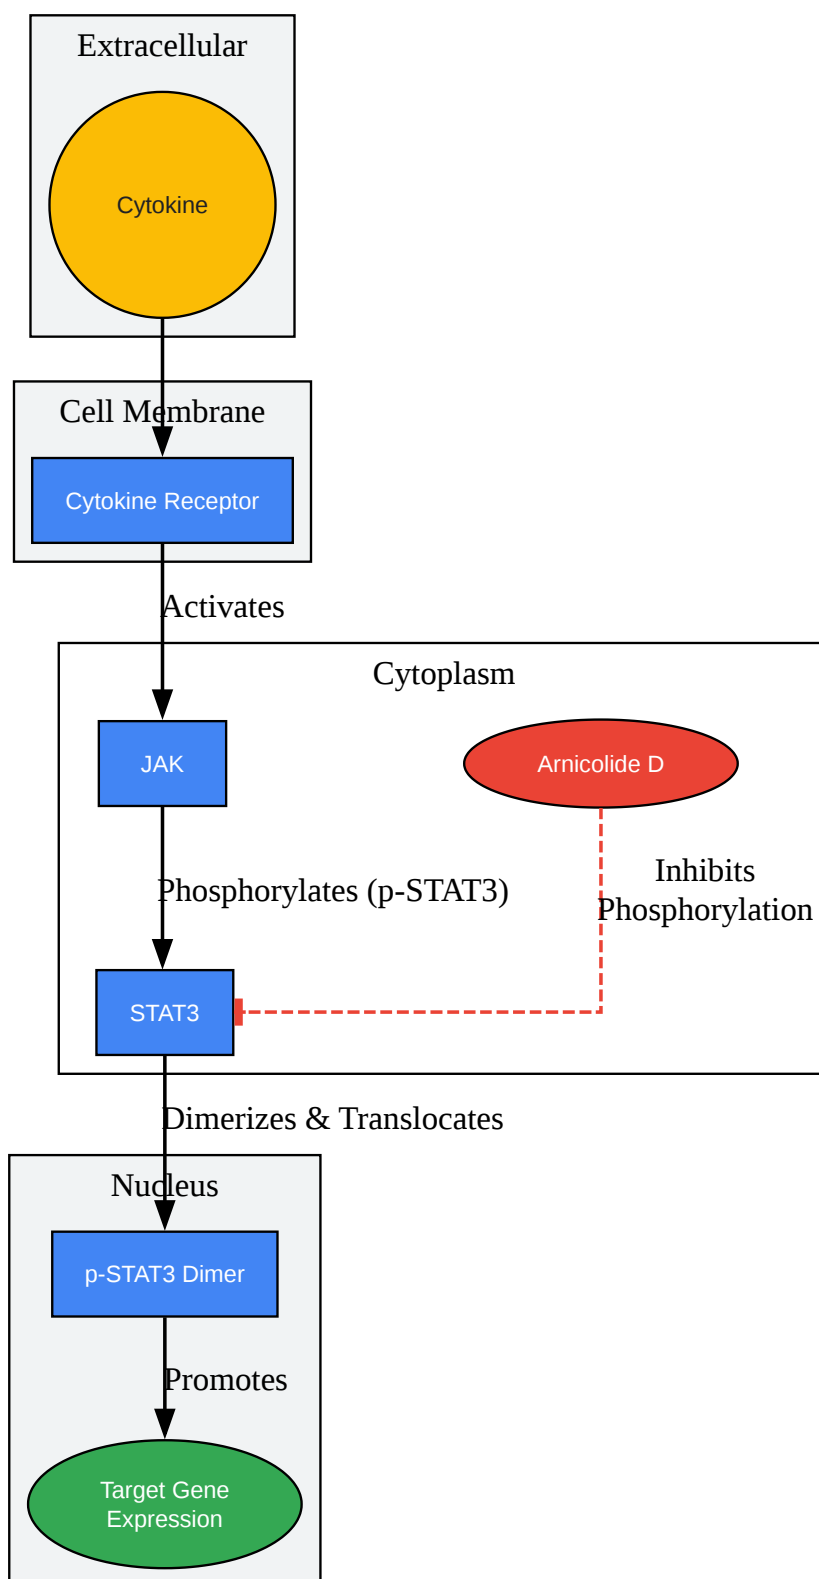 Extracellular
Cytokine
Cell Membrane
Cytokine Receptor
Activates
Cytoplasm
JAK
Arnicolide D
Phosphorylates (p-STAT3)
Inhibits
Phosphorylation
STAT3
Dimerizes & Translocates
Nucleus
p-STAT3 Dimer
Promotes
Target Gene
Expression